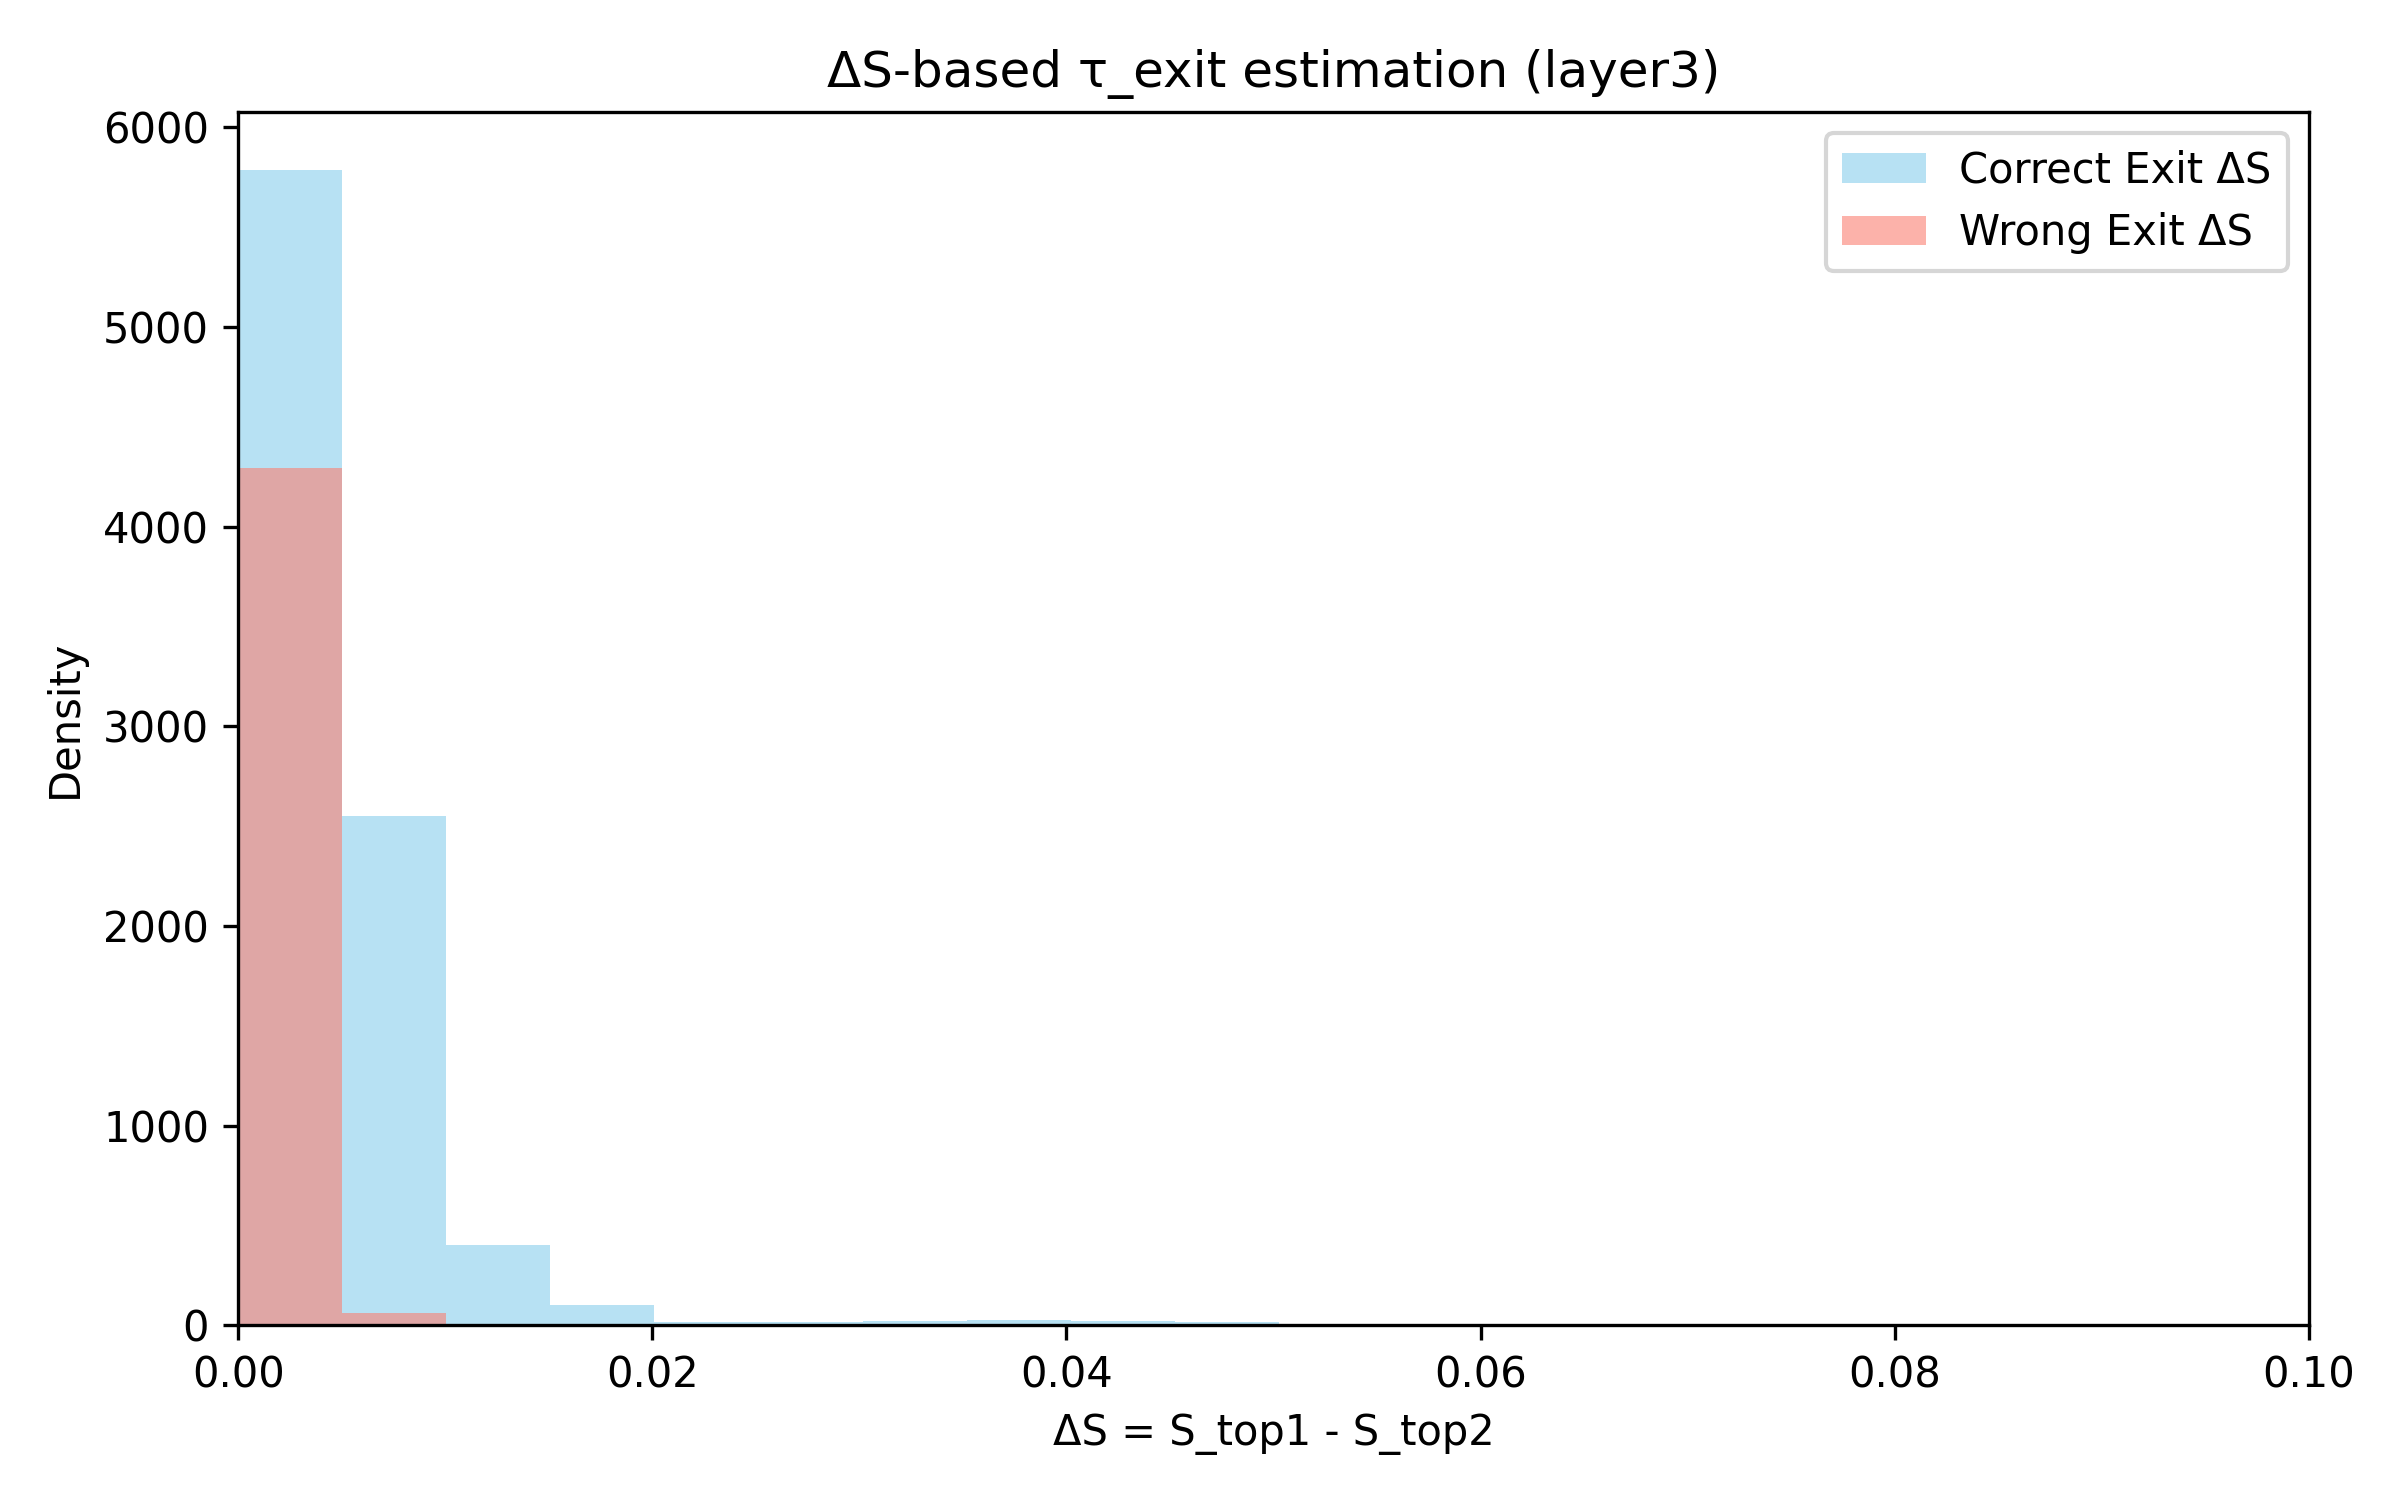 ΔS-based τ_exit estimation (layer3)
Correct Exit ΔS
Wrong Exit ΔS
Density
6000
5000
4000
3000
2000
1000
0
0.00 0.02 0.04 0.06 0.08 0.10
ΔS = S_top1 - S_top2